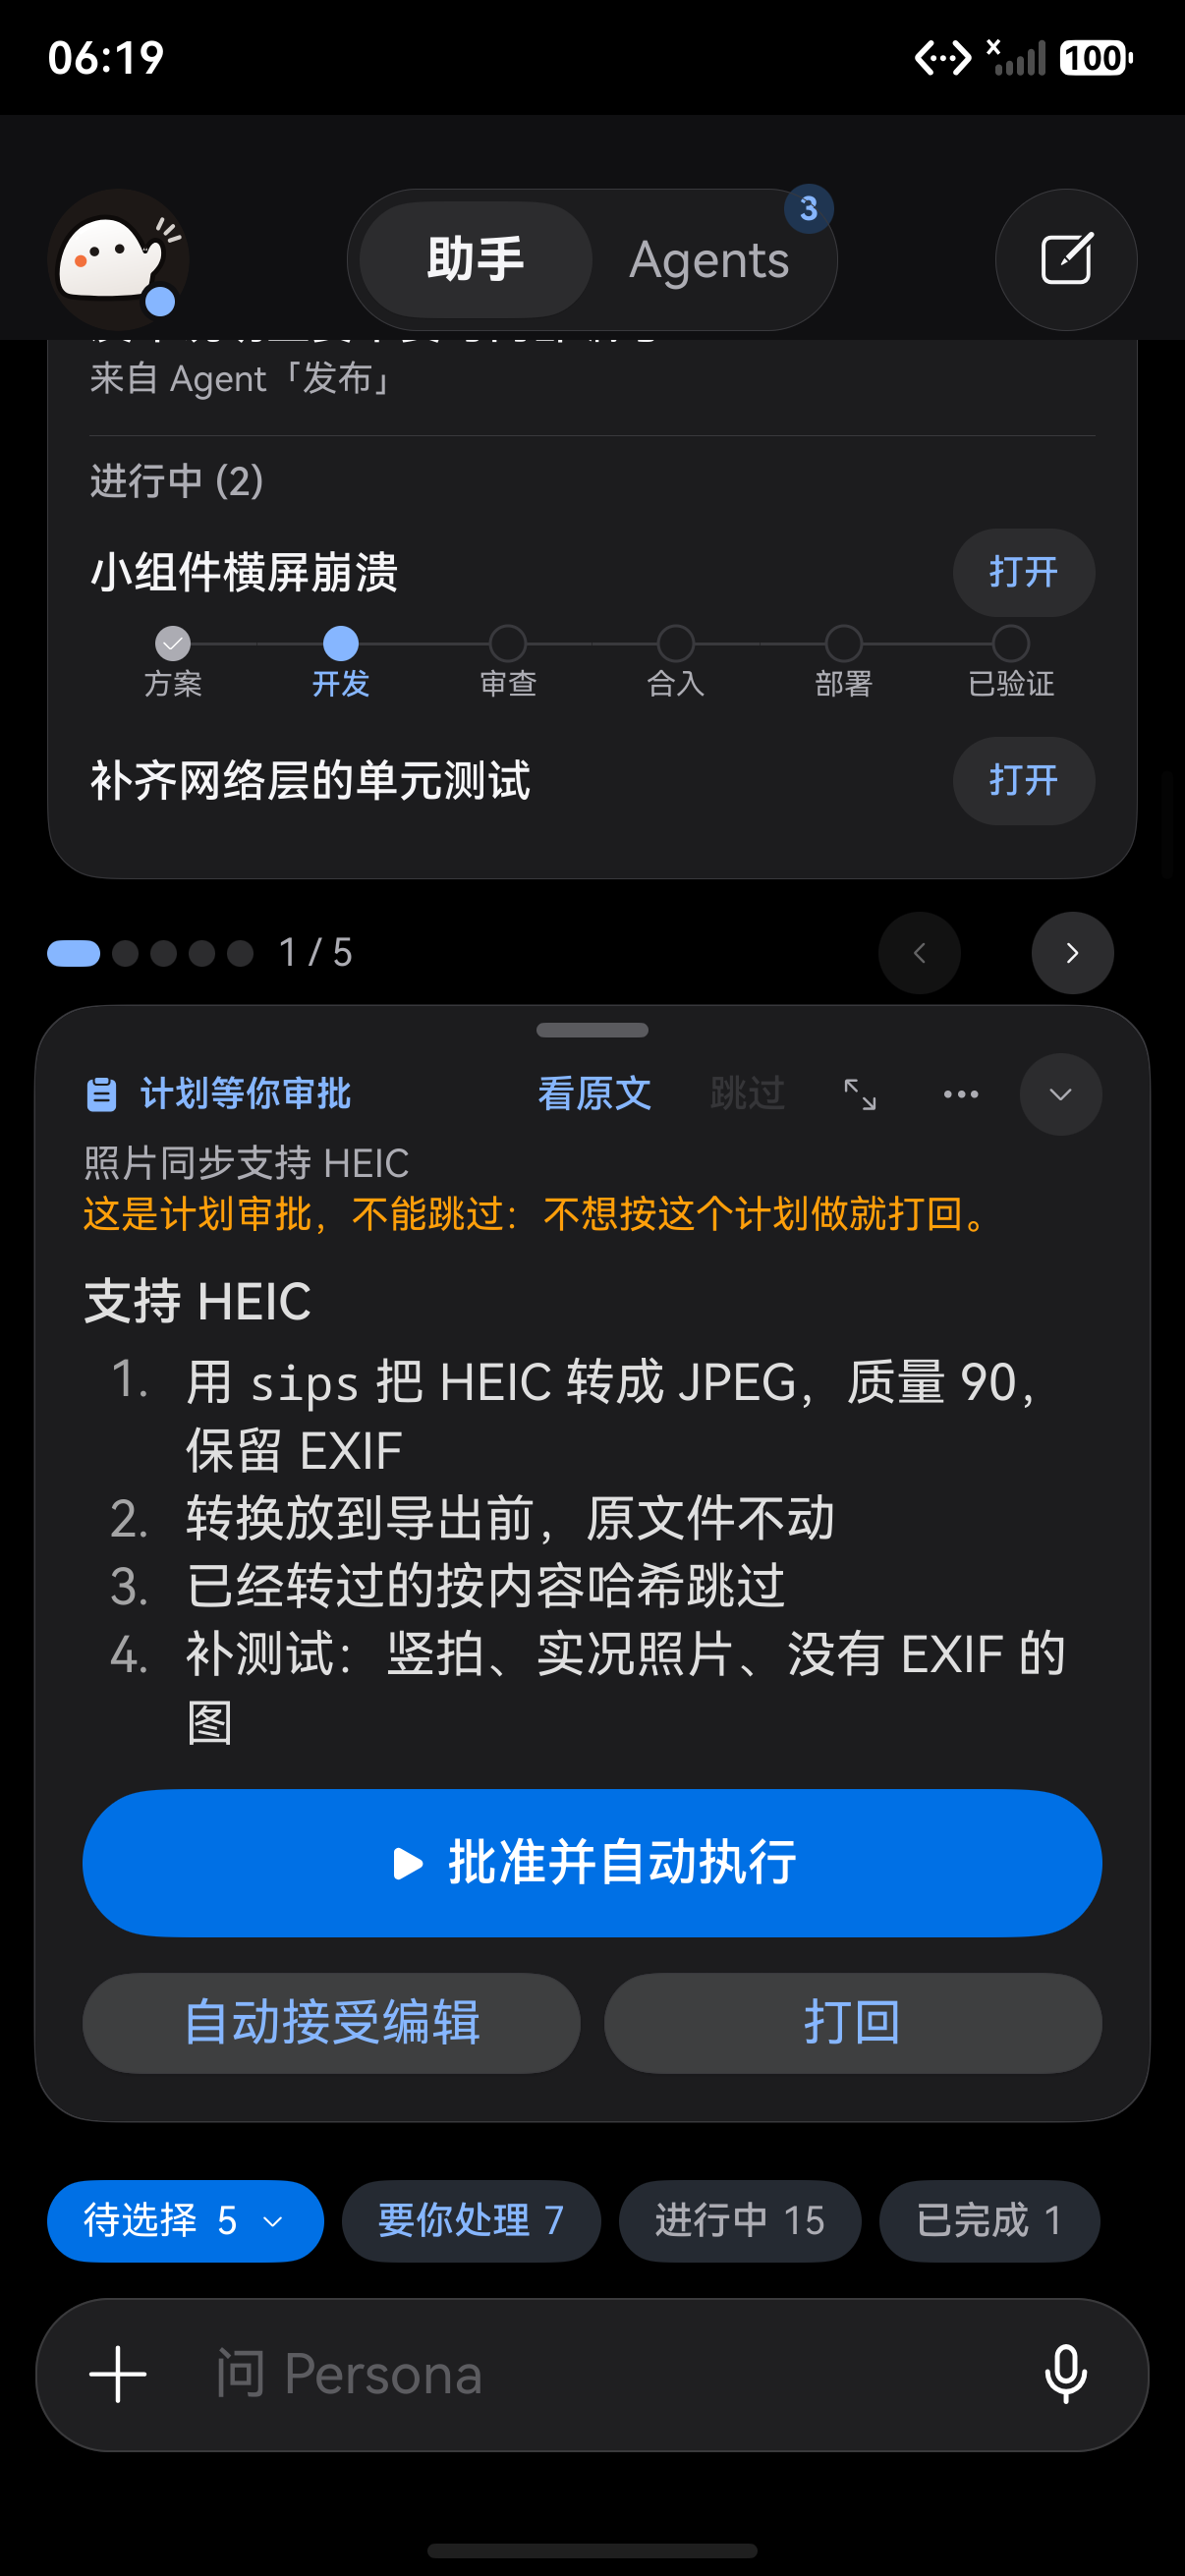 06:19
100
助手
Agents
3
来自 Agent「发布」
进行中 (2)
小组件横屏崩溃
打开
方案
开发
审查
合入
部署
已验证
补齐网络层的单元测试
打开
1 / 5
计划等你审批
看原文
跳过
照片同步支持 HEIC
这是计划审批，不能跳过：不想按这个计划做就打回。
支持 HEIC
1. 用 sips 把 HEIC 转成 JPEG，质量 90，
保留 EXIF
2. 转换放到导出前，原文件不动
3. 已经转过的按内容哈希跳过
4. 补测试：竖拍、实况照片、没有 EXIF 的
图
批准并自动执行
自动接受编辑
打回
待选择 5
要你处理 7
进行中 15
已完成 1
问 Persona